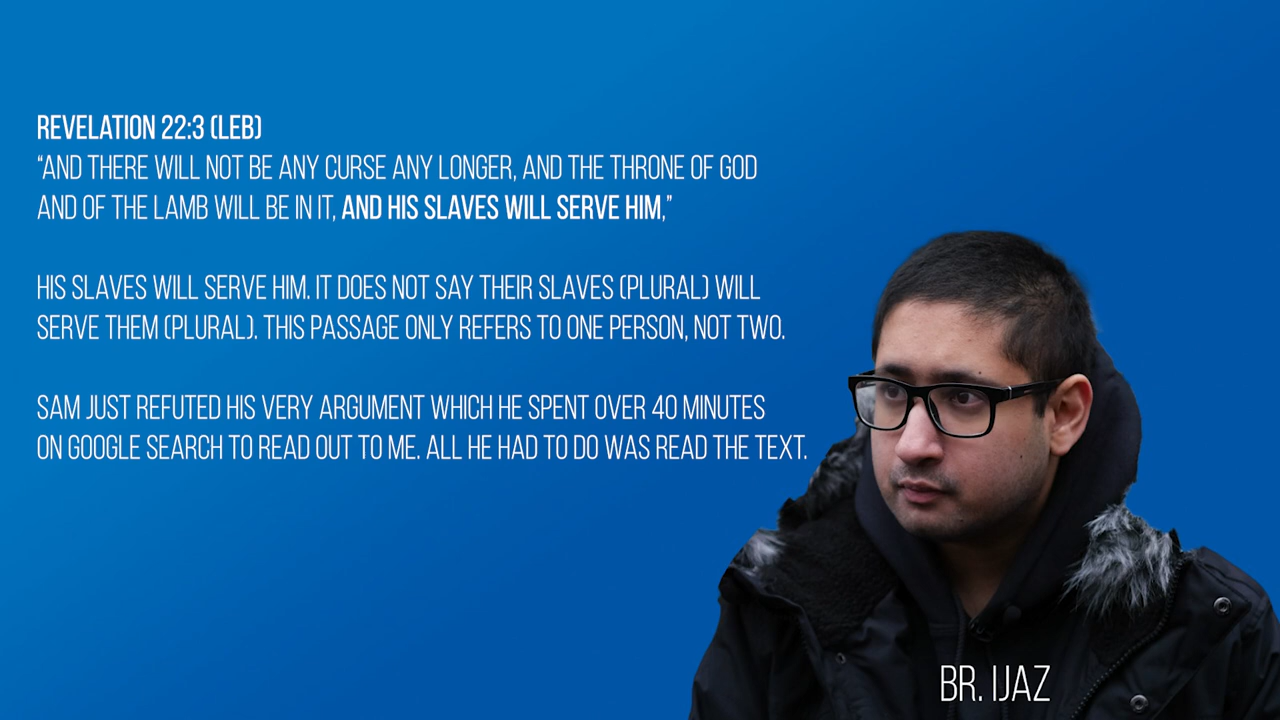 REVELATION 22:3 (LEB)
“AND THERE WILL NOT BE ANY CURSE ANY LONGER, AND THE THRONE OF GOD
AND OF THE LAMB WILL BE IN IT, AND HIS SLAVES WILL SERVE HIM,”
HIS SLAVES WILL SERVE HIM. IT DOES NOT SAY THEIR SLAVES (PLURAL) WILL
SERVE THEM (PLURAL). THIS PASSAGE ONLY REFERS TO ONE PERSON, NOT TWO.
SAM JUST REFUTED HIS VERY ARGUMENT WHICH HE SPENT OVER 40 MINUTES
ON GOOGLE SEARCH TO READ OUT TO ME. ALL HE HAD TO DO WAS READ THE TEXT.
BR. IJAZ